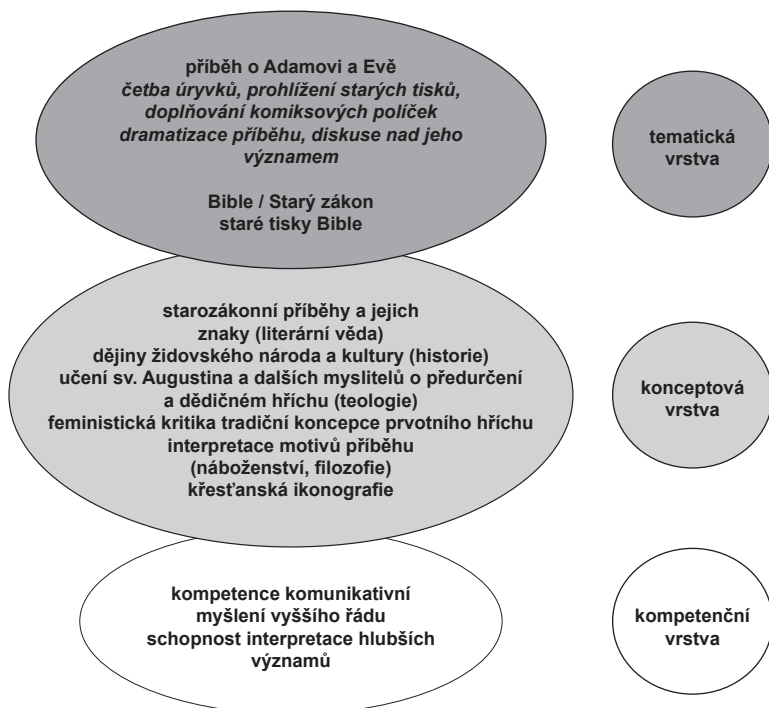 příběh o Adamovi a Evě
četba úryvků, prohlížení starých tisků,
doplňování komiksových políček
dramatizace příběhu, diskuse nad jeho
významem
Bible / Starý zákon
staré tisky Bible
tematická
vrstva
starozákonní příběhy a jejich
znaky (literární věda)
dějiny židovského národa a kultury (historie)
učení sv. Augustina a dalších myslitelů o předurčení
a dědičném hříchu (teologie)
feministická kritika tradiční koncepce prvotního hříchu
interpretace motivů příběhu
(náboženství, filozofie)
křesťanská ikonografie
konceptová
vrstva
kompetence komunikativní
myšlení vyššího řádu
schopnost interpretace hlubších
významů
kompetenční
vrstva